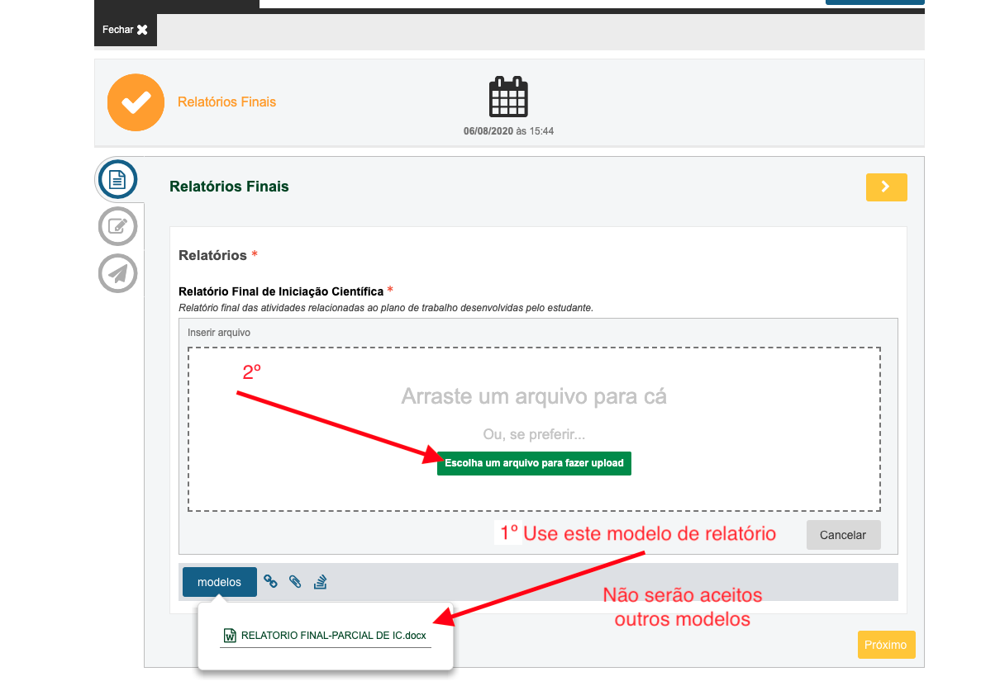 Fechar
Relatórios Finais
06/08/2020 às 15:44
Relatórios Finais
Relatórios *
Relatório Final de Iniciação Científica *
Relatório final das atividades relacionadas ao plano de trabalho desenvolvidas pelo estudante.
Inserir arquivo
2º
Arraste um arquivo para cá
Ou, se preferir...
Escolha um arquivo para fazer upload
1º Use este modelo de relatório
Cancelar
modelos
Não serão aceitos
outros modelos
RELATORIO FINAL-PARCIAL DE IC.docx
Próximo